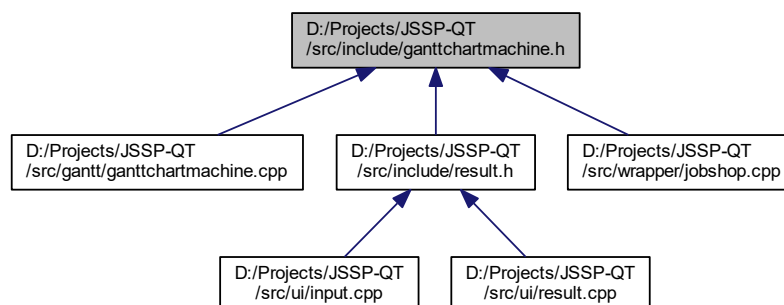 D:/Projects/JSSP-QT
/src/include/ganttchartmachine.h
D:/Projects/JSSP-QT
/src/gantt/ganttchartmachine.cpp
D:/Projects/JSSP-QT
/src/include/result.h
D:/Projects/JSSP-QT
/src/wrapper/jobshop.cpp
D:/Projects/JSSP-QT
/src/ui/input.cpp
D:/Projects/JSSP-QT
/src/ui/result.cpp